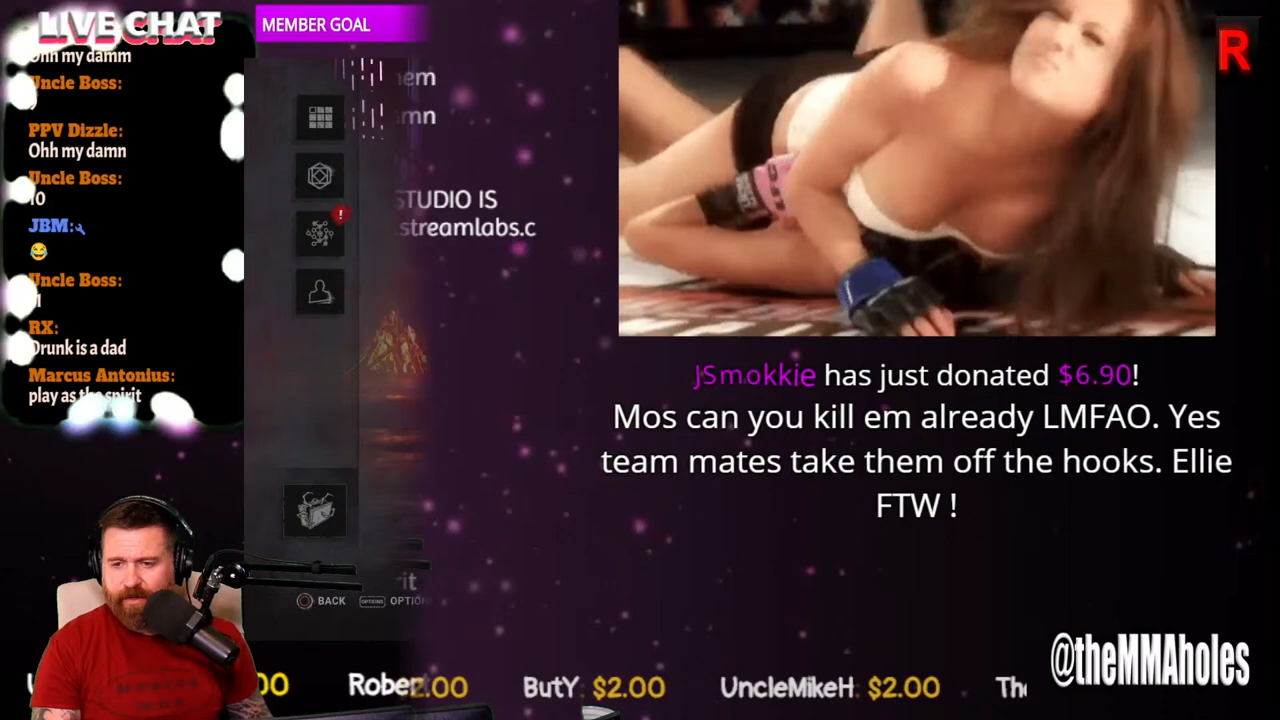 LIVE CHAT
Ohh my damm
Uncle Boss:
PPV Dizzle:
Ohh my damn
Uncle Boss:
10
JBM:
Uncle Boss:
RX:
Drunk is a dad
Marcus Antonius:
play as the spirit
MEMBER GOAL
STUDIO IS
streamlabs.c
BACK
OPTIONS
R
JSmokkie has just donated $6.90!
Mos can you kill em already LMFAO. Yes
team mates take them off the hooks. Ellie
FTW !
@theMMAholes
ButY $2.00 UncleMikeH $2.00